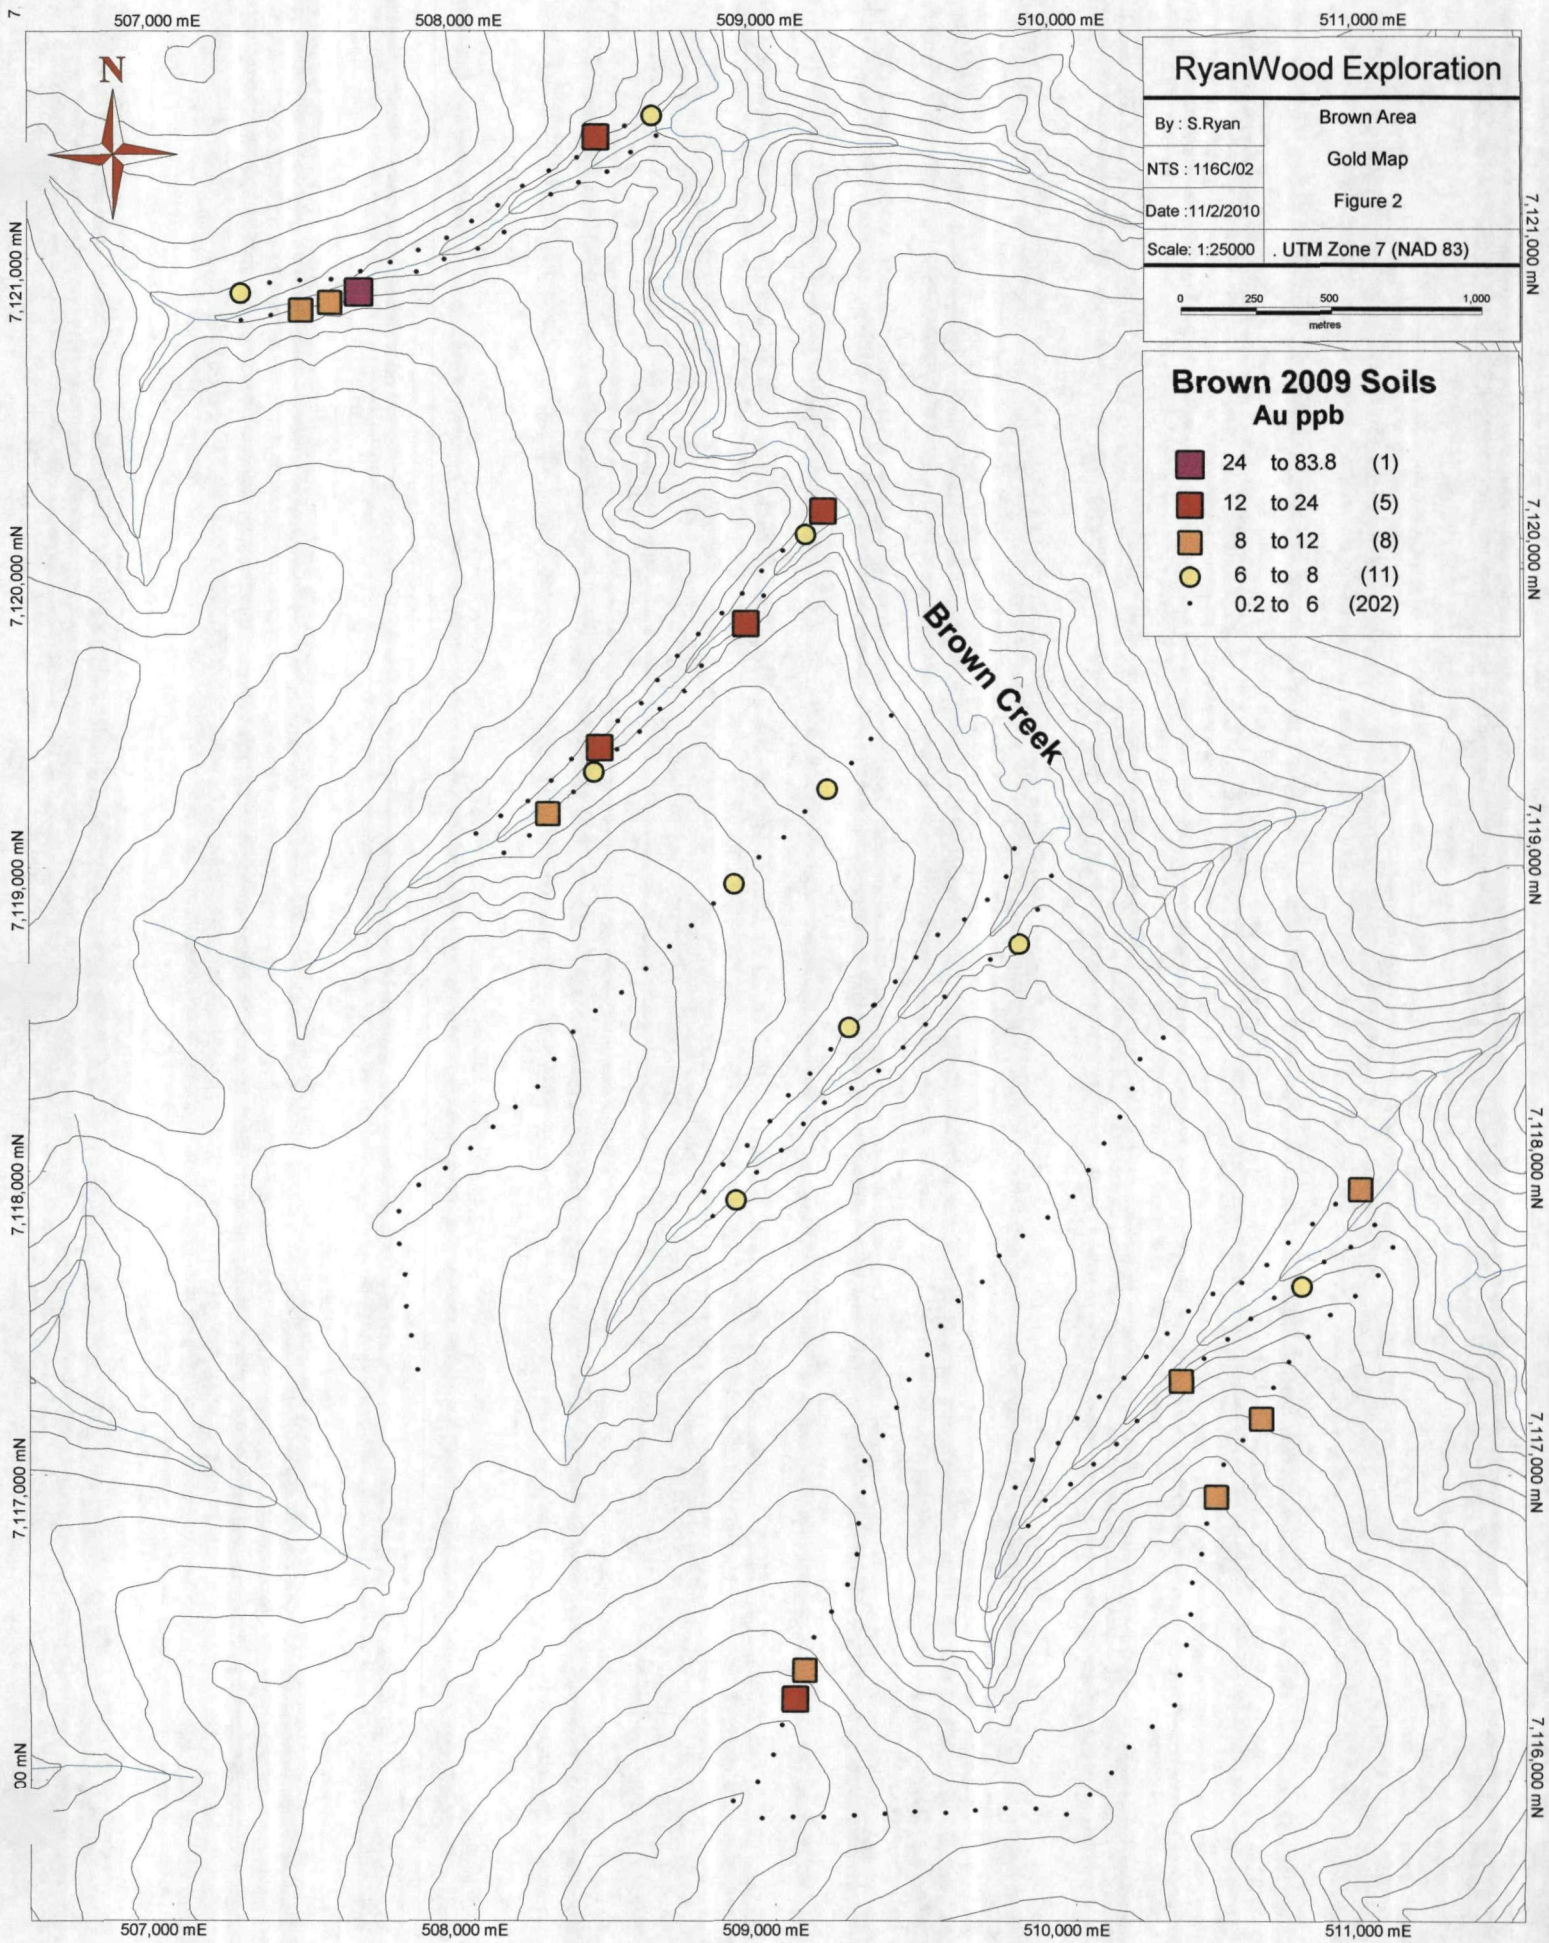 7
507,000 mE 508,000 mE 509,000 mE 510,000 mE 511,000 mE
N
RyanWood Exploration
By : S.Ryan
NTS : 116C/02
Date :11/2/2010
Scale: 1:25000
Brown Area
Gold Map
Figure 2
. UTM Zone 7 (NAD 83)
0 250 500 1,000
metres
Brown 2009 Soils
Au ppb
24 to 83.8 (1)
12 to 24 (5)
8 to 12 (8)
6 to 8 (11)
0.2 to 6 (202)
Brown Creek
7,121,000 mN
7,120,000 mN
7,119,000 mN
7,118,000 mN
7,117,000 mN
00 mN
7,121,000 mN
7,120,000 mN
7,119,000 mN
7,118,000 mN
7,117,000 mN
7,116,000 mN
507,000 mE 508,000 mE 509,000 mE 510,000 mE 511,000 mE